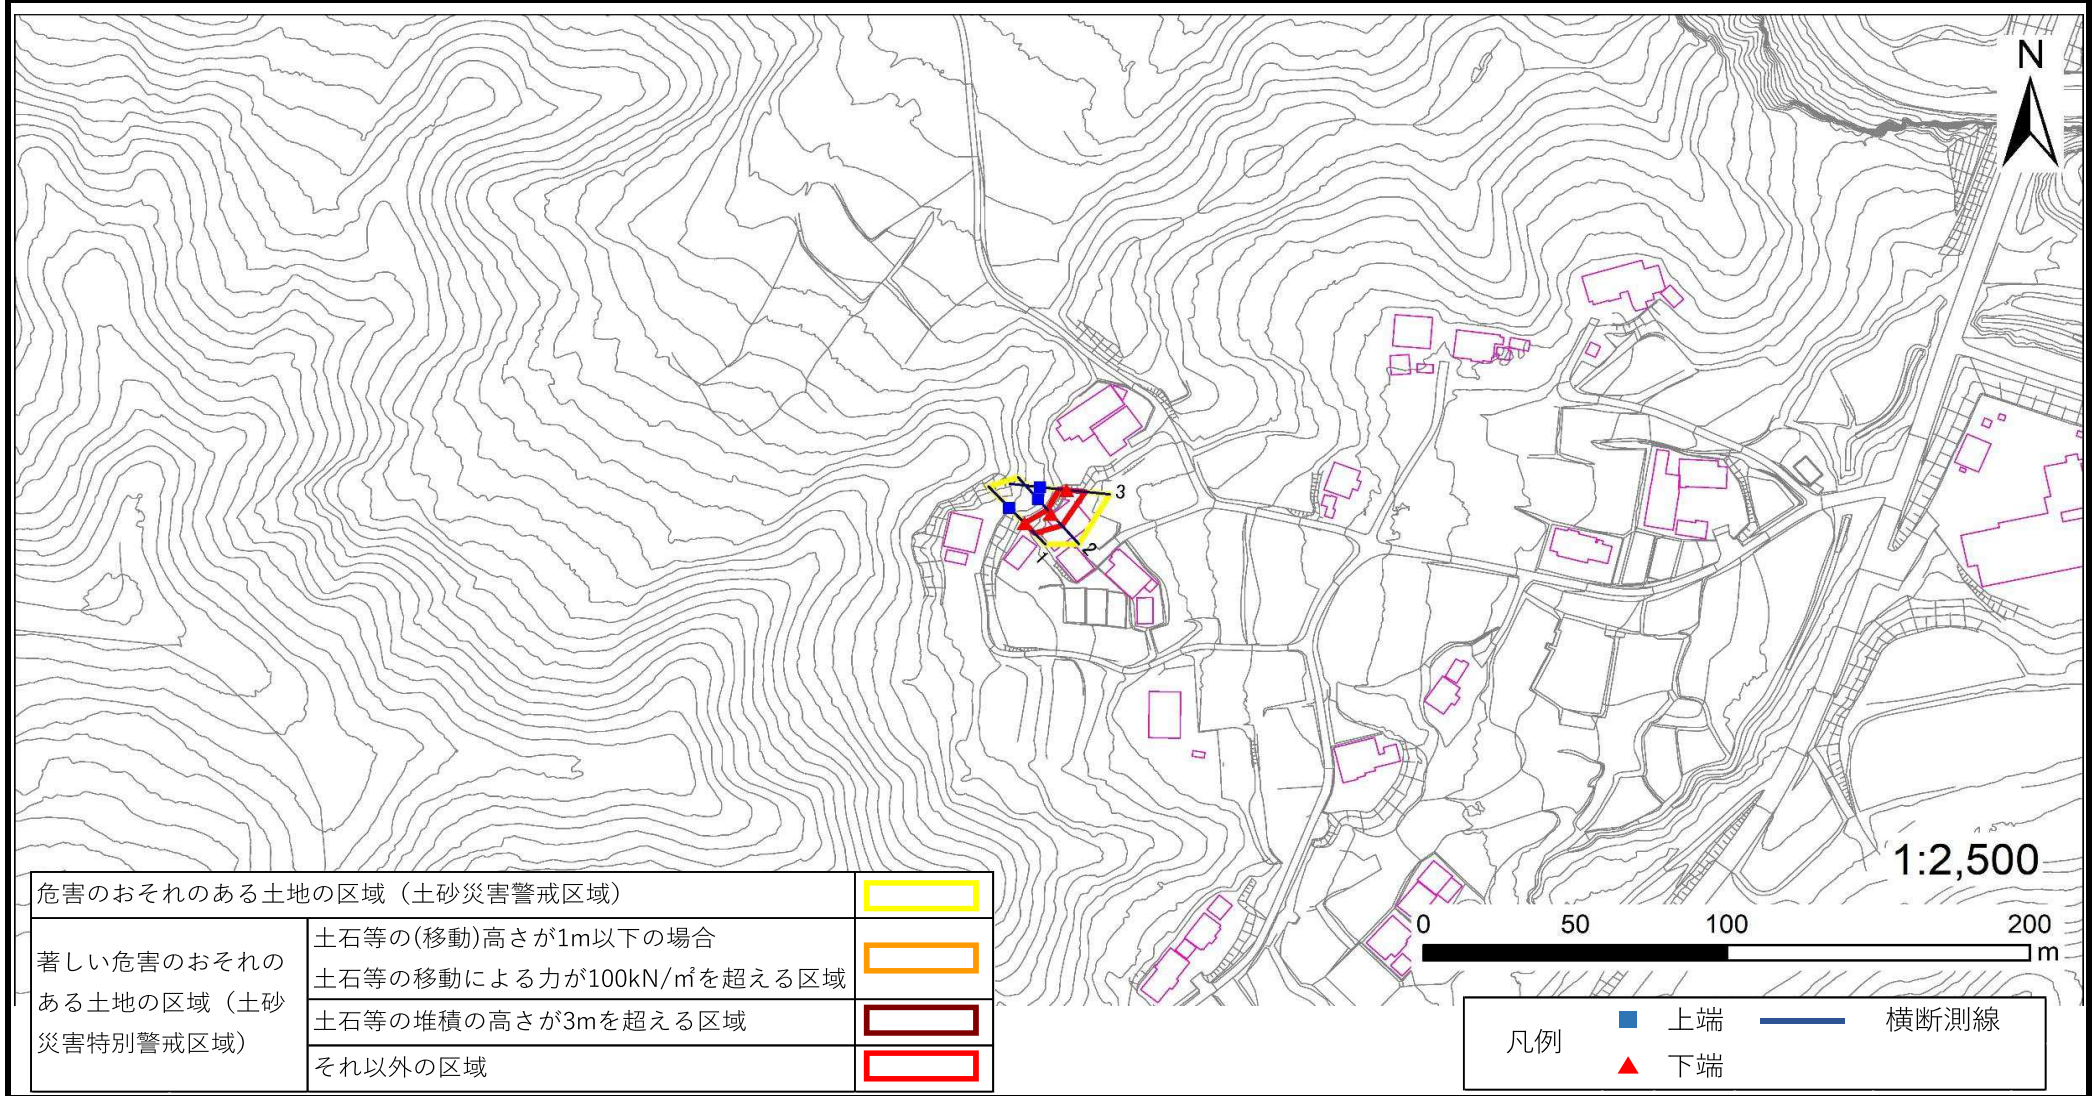 N
3
2
1
1:2,500
0 50 100 200
m
危害のおそれのある土地の区域（土砂災害警戒区域）
著しい危害のおそれの
ある土地の区域（土砂
災害特別警戒区域）
土石等の(移動)高さが1m以下の場合
土石等の移動による力が100kN/㎡を超える区域
土石等の堆積の高さが3mを超える区域
それ以外の区域
凡例
上端
横断測線
下端